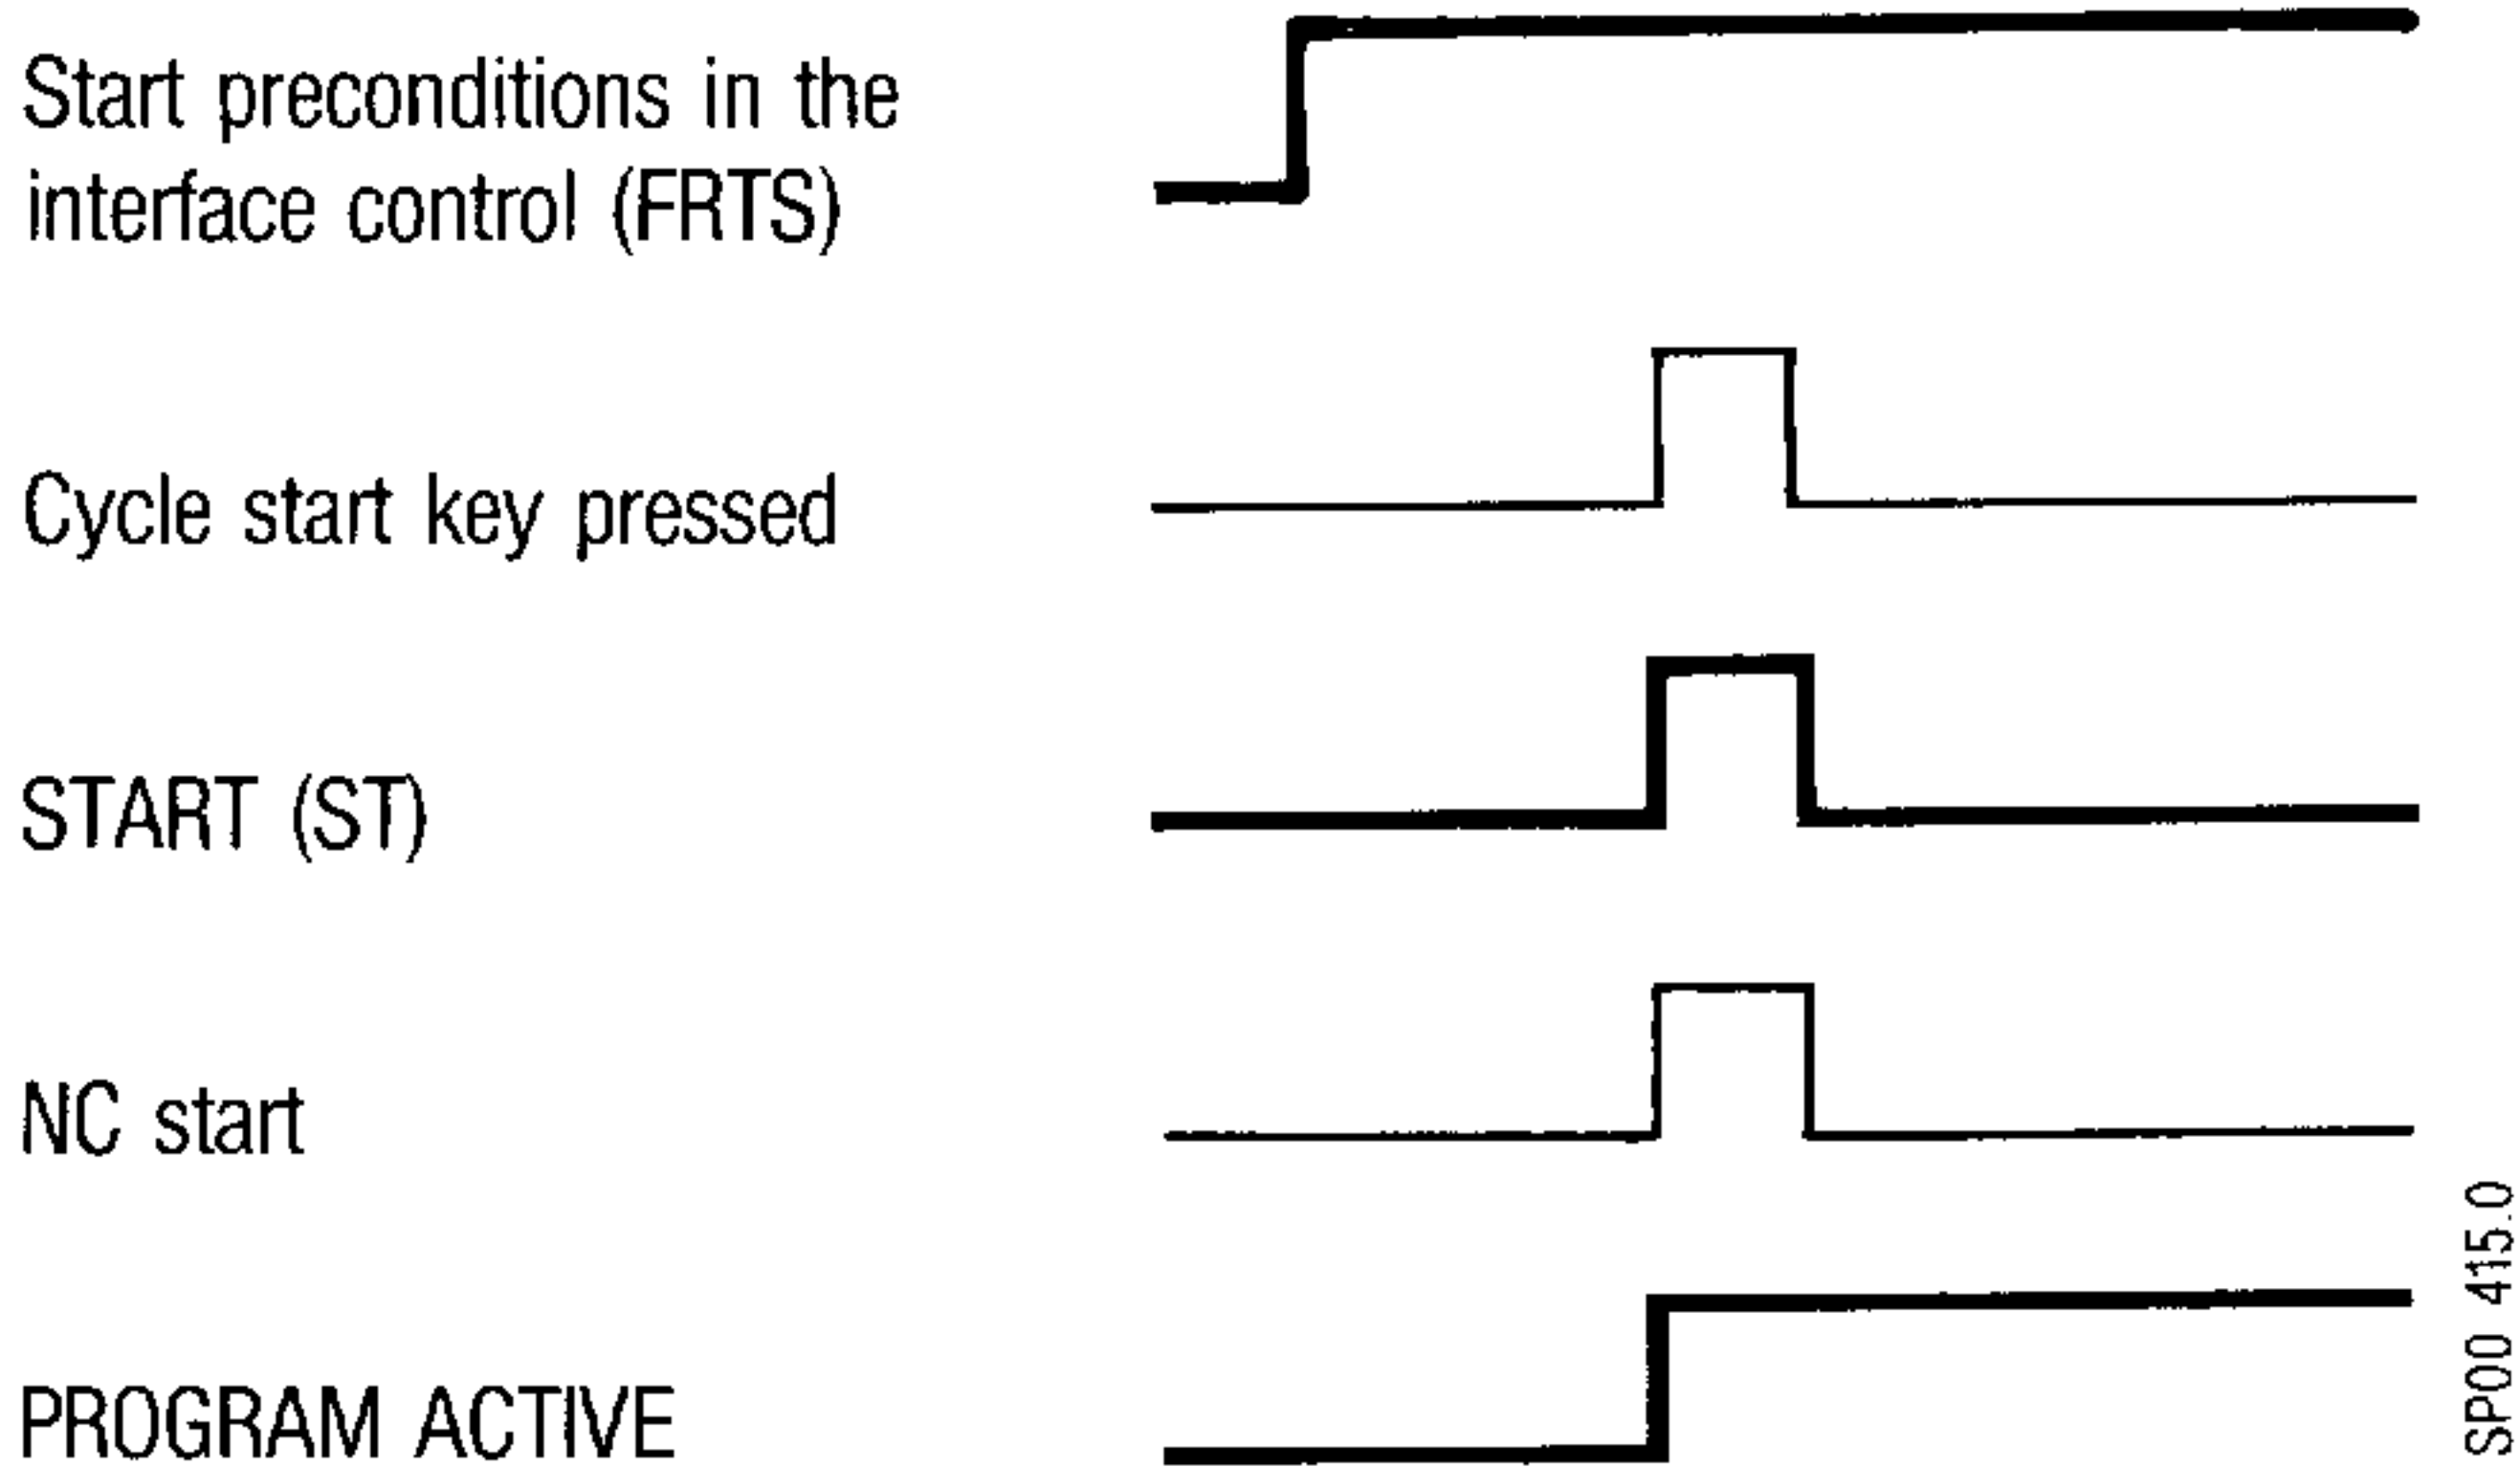 Start preconditions in the
interface control (FRTS)
Cycle start key pressed
START (ST)
NC start
PROGRAM ACTIVE
SP00 415.0